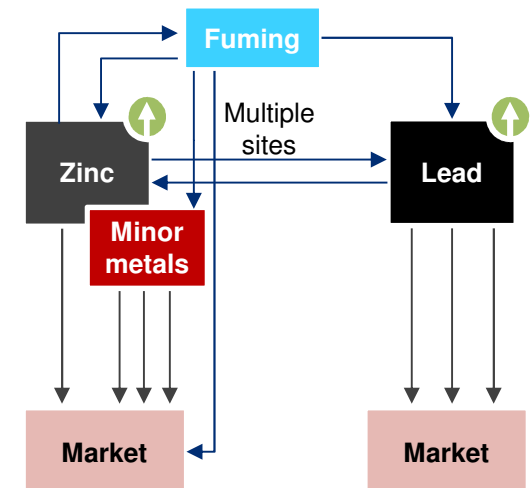 Fuming
Multiple
sites
Zinc
Lead
Minor
metals
Market
Market